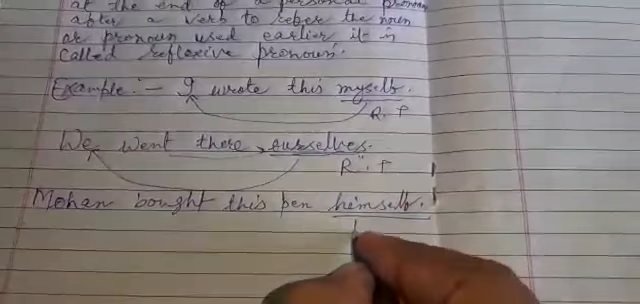 at the end of a personal pronoun
after a verb to refer the noun
or pronoun used earlier it is
called reflexive pronoun.
Example:- I wrote this myself.
R. P
We went there, ourselves.
R. P
Mohan bought this pen himself.